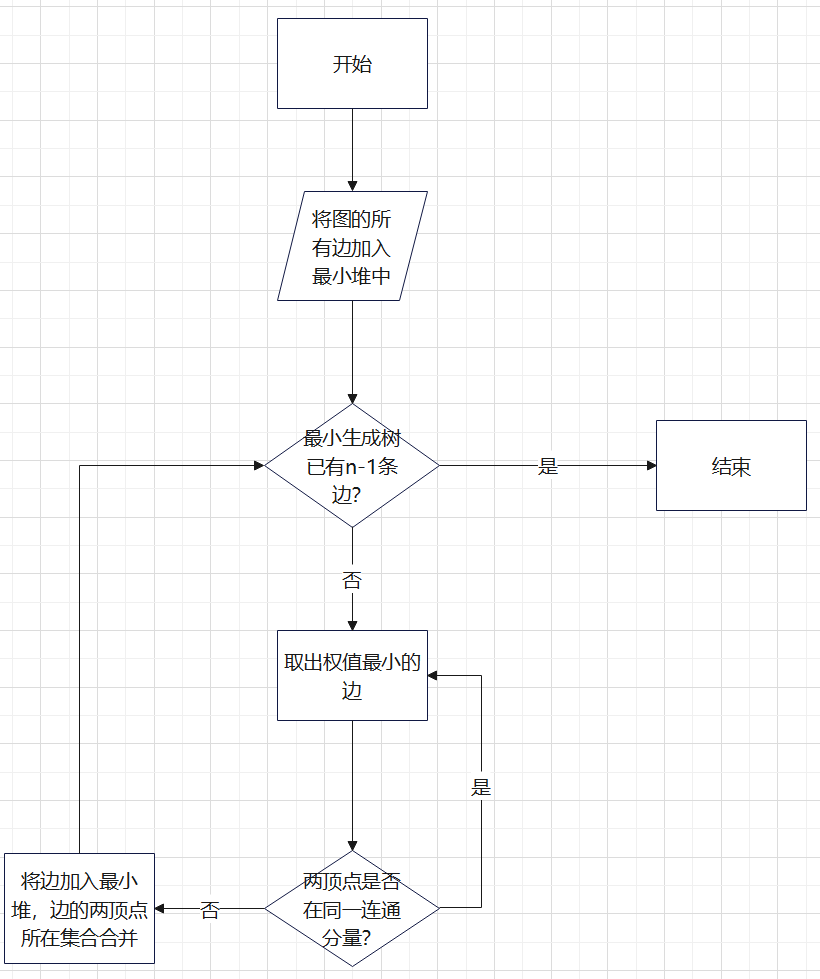 开始
将图的所
有边加入
最小堆中
最小生成树
已有n-1条
边?
是
结束
否
取出权值最小的
边
是
两顶点是否
在同一连通
分量?
否
将边加入最小
堆，边的两顶点
所在集合合并